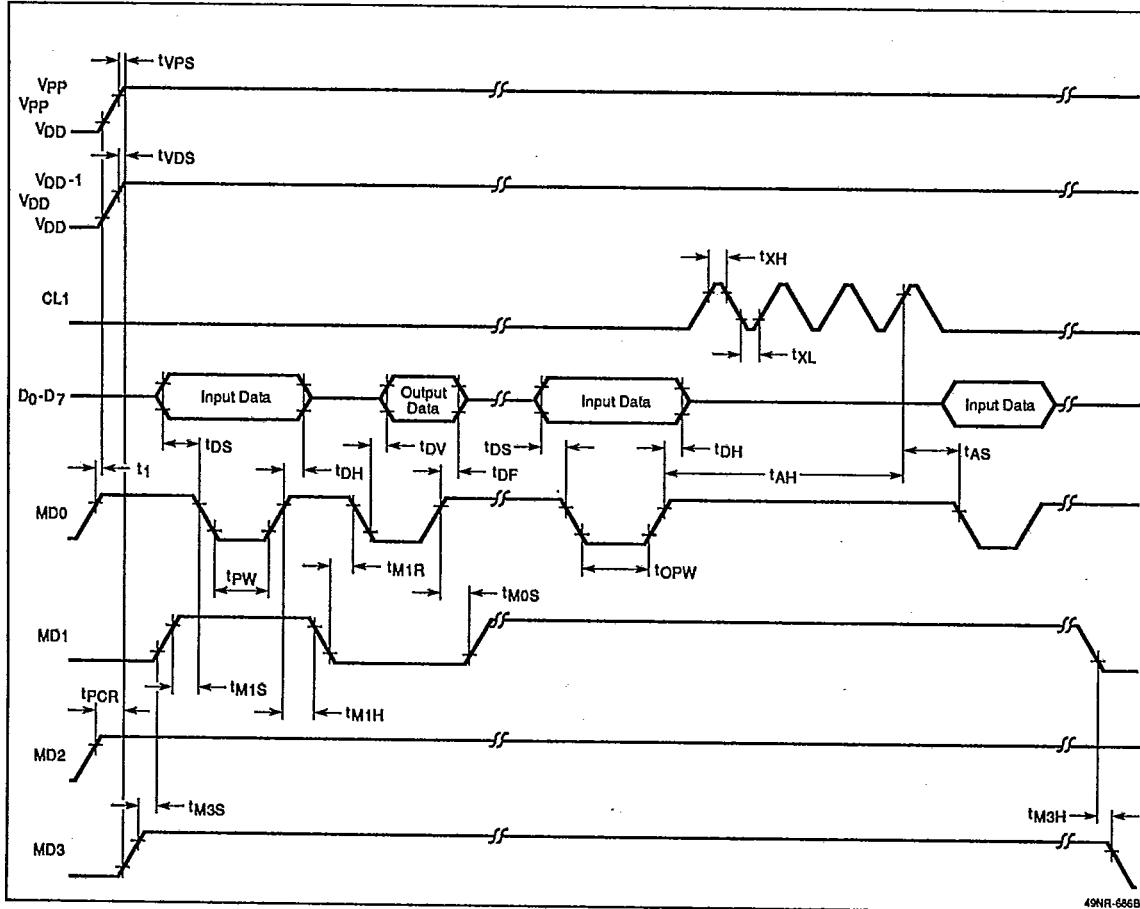 tVPS
VPP
VPP
VDD
tVDS
VDD-1
VDD
VDD
tXH
CL1
tXL
D0-D7
Input Data
Output Data
Input Data
Input Data
tDS
tDV
tDS
tDH
t1
tDH
tDF
tAH
tAS
MD0
tPW
tM1R
tOPW
tM0S
MD1
tPCR
tM1S
tM1H
MD2
tM3S
tM3H
MD3
49NR-686B